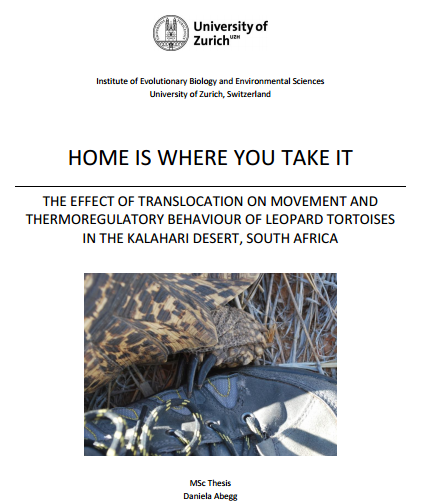 University of
Zurich UZH
Institute of Evolutionary Biology and Environmental Sciences
University of Zurich, Switzerland
HOME IS WHERE YOU TAKE IT
THE EFFECT OF TRANSLOCATION ON MOVEMENT AND
THERMOREGULATORY BEHAVIOUR OF LEOPARD TORTOISES
IN THE KALAHARI DESERT, SOUTH AFRICA
MSc Thesis
Daniela Abegg